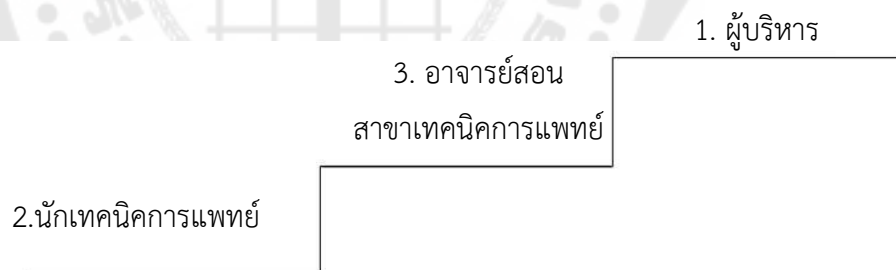 1. ผู้บริหาร
3. อาจารย์สอน
สาขาเทคนิคการแพทย์
2.นักเทคนิคการแพทย์